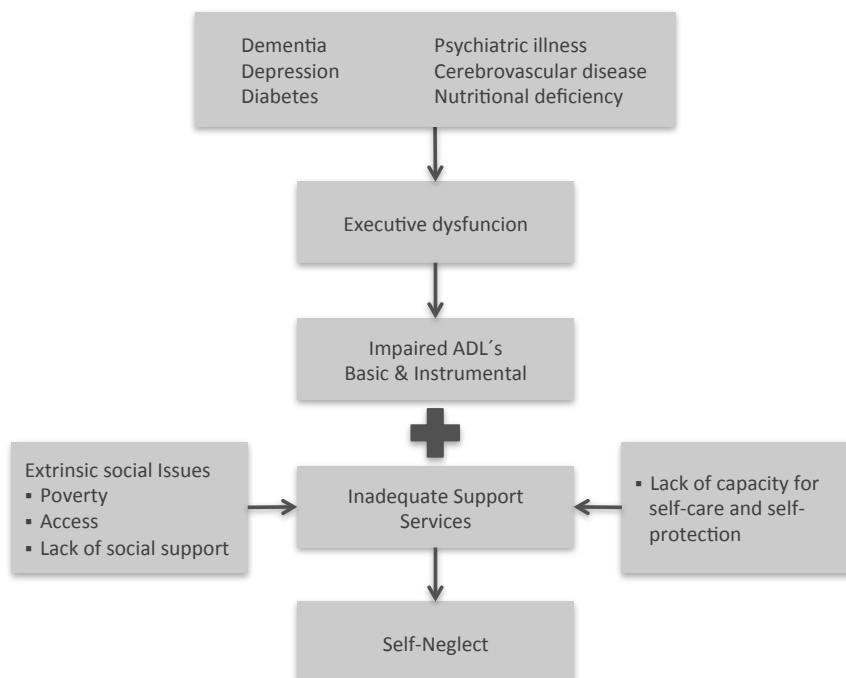 Dementia
Depression
Diabetes
Psychiatric illness
Cerebrovascular disease
Nutritional deficiency
Executive dysfuncion
Impaired ADL´s
Basic & Instrumental
Extrinsic social Issues
▪ Poverty
▪ Access
▪ Lack of social support
Inadequate Support
Services
▪ Lack of capacity for
self-care and self-
protection
Self-Neglect